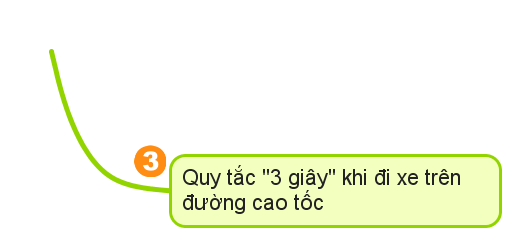 3
Quy tắc "3 giây" khi đi xe trên
đường cao tốc